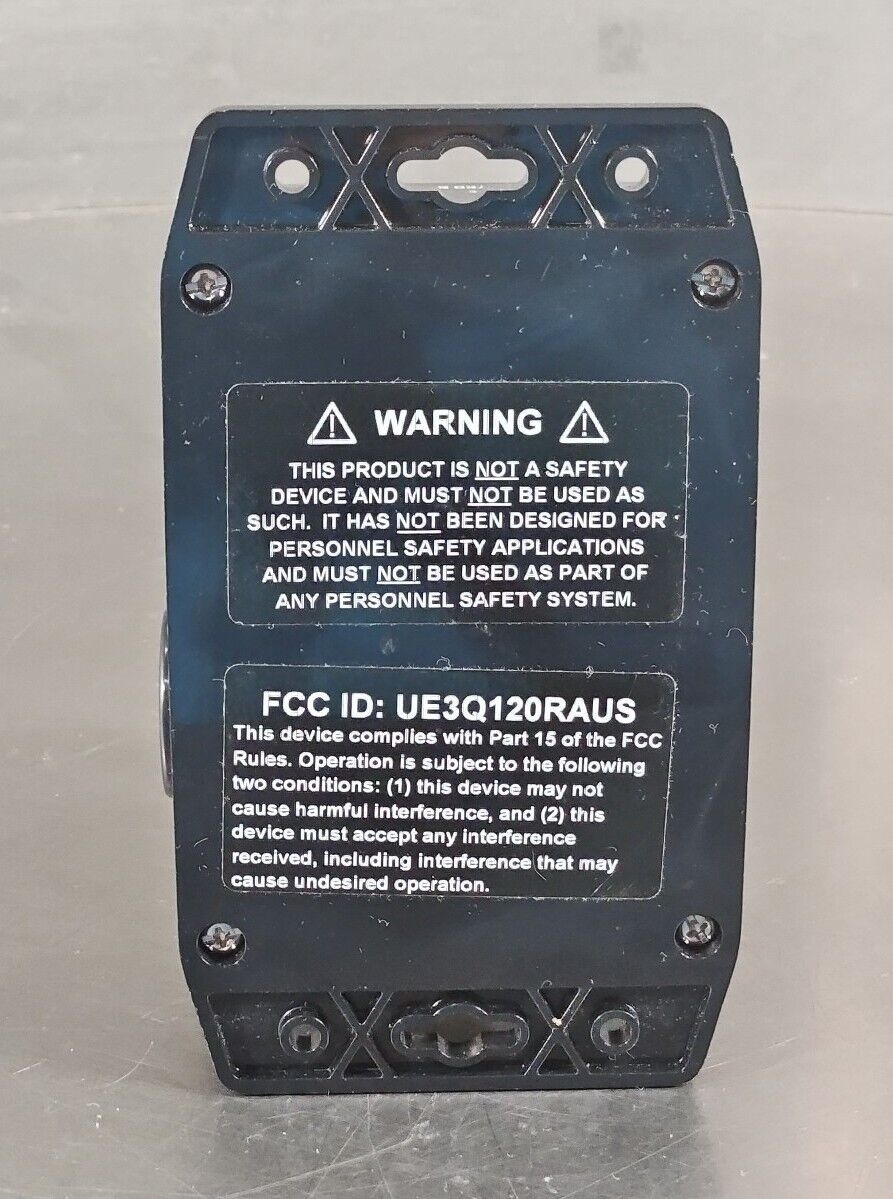 WARNING
THIS PRODUCT IS NOT A SAFETY
DEVICE AND MUST NOT BE USED AS
SUCH. IT HAS NOT BEEN DESIGNED FOR
PERSONNEL SAFETY APPLICATIONS
AND MUST NOT BE USED AS PART OF
ANY PERSONNEL SAFETY SYSTEM.
FCC ID: UE3Q120RAUS
This device complies with Part 15 of the FCC
Rules. Operation is subject to the following
two conditions: (1) this device may not
cause harmful interference, and (2) this
device must accept any interference
received, including interference that may
cause undesired operation.